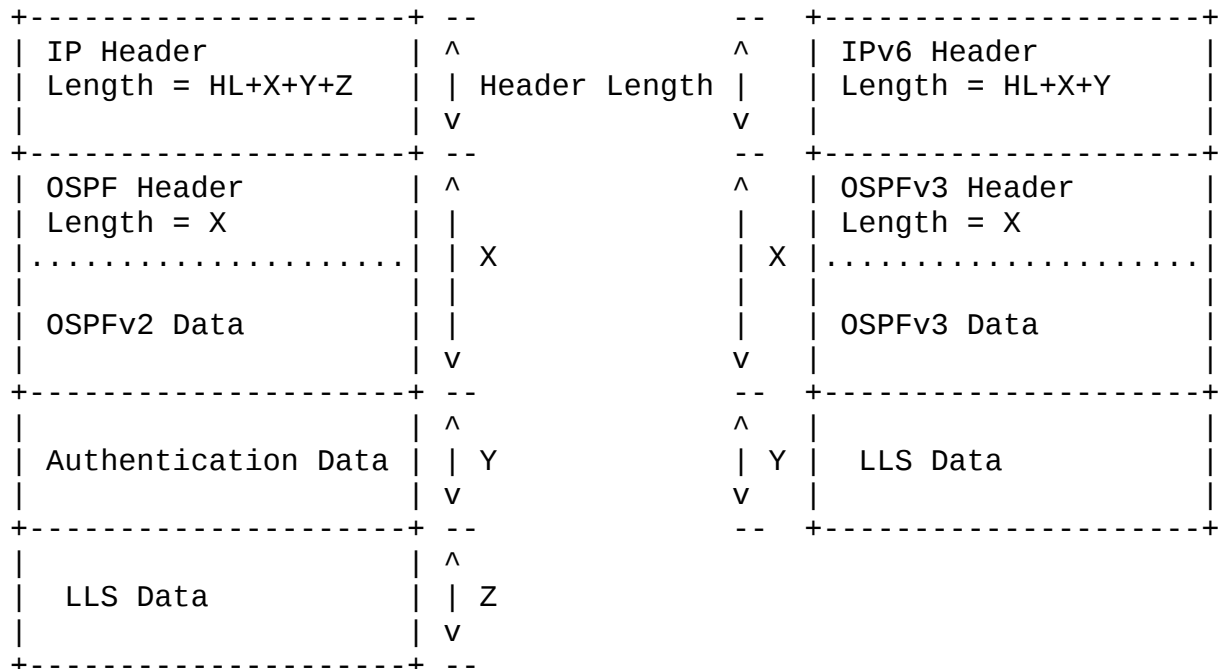 +---------------------+ --              --  +---------------------+
| IP Header           | ^               ^   | IPv6 Header         |
| Length = HL+X+Y+Z   | | Header Length |   | Length = HL+X+Y     |
|                     | v               v   |                     |
+---------------------+ --              --  +---------------------+
| OSPF Header         | ^               ^   | OSPFv3 Header       |
| Length = X          | |               |   | Length = X          |
|.....................| | X             | X |.....................|
|                     | |               |   |                     |
| OSPFv2 Data         | |               |   | OSPFv3 Data         |
|                     | v               v   |                     |
+---------------------+ --              --  +---------------------+
|                     | ^               ^   |                     |
| Authentication Data | | Y             | Y |  LLS Data           |
|                     | v               v   |                     |
+---------------------+ --              --  +---------------------+
|                     | ^
|  LLS Data           | | Z
|                     | v
+---------------------+ --